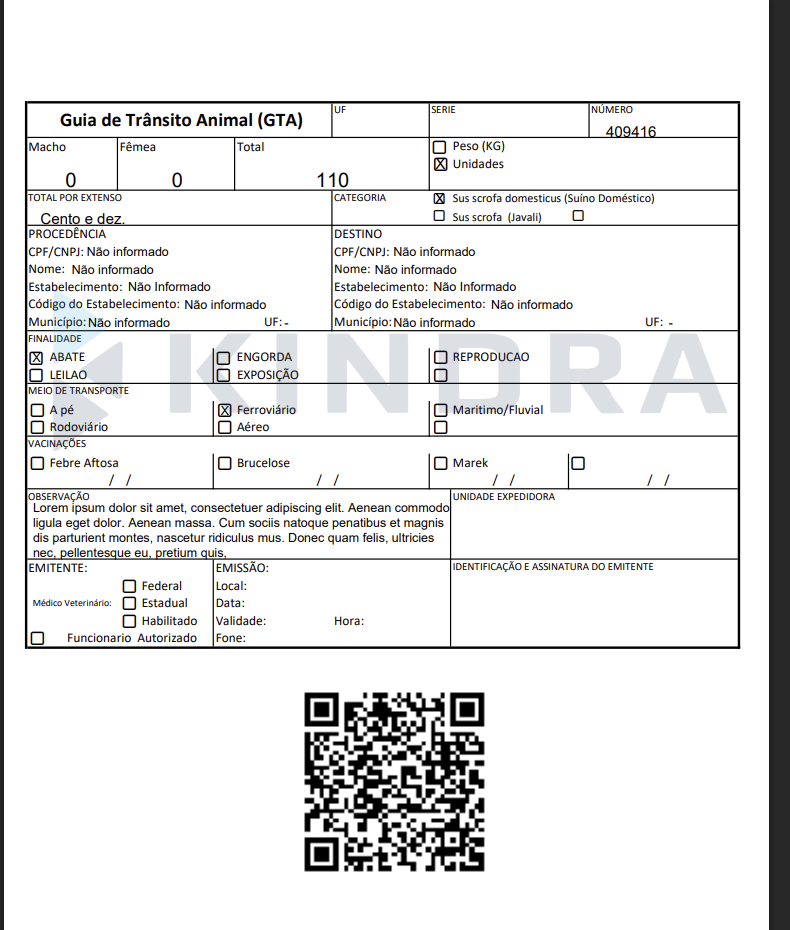 Guia de Trânsito Animal (GTA) UF SERIE NÚMERO
409416
Macho Fêmea Total Peso (KG)
X Unidades
0 0 110
TOTAL POR EXTENSO CATEGORIA X Sus scrofa domesticus (Suíno Doméstico)
Cento e dez. Sus scrofa (Javali)
PROCEDÊNCIA DESTINO
CPF/CNPJ: Não informado CPF/CNPJ: Não informado
Nome: Não informado Nome: Não informado
Estabelecimento: Não Informado Estabelecimento: Não Informado
Código do Estabelecimento: Não informado Código do Estabelecimento: Não informado
Município: Não informado UF: - Município: Não informado UF: -
FINALIDADE
X ABATE ENGORDA REPRODUCAO
LEILAO EXPOSIÇÃO
KINDRA
MEIO DE TRANSPORTE
A pé X Ferroviário Maritimo/Fluvial
Rodoviário Aéreo
VACINAÇÕES
Febre Aftosa Brucelose Marek
/ / / / / / / /
OBSERVAÇÃO UNIDADE EXPEDIDORA
Lorem ipsum dolor sit amet, consectetuer adipiscing elit. Aenean commodo
ligula eget dolor. Aenean massa. Cum sociis natoque penatibus et magnis
dis parturient montes, nascetur ridiculus mus. Donec quam felis, ultricies
nec, pellentesque eu, pretium quis,
EMITENTE: EMISSÃO: IDENTIFICAÇÃO E ASSINATURA DO EMITENTE
Federal Local:
Médico Veterinário: Estadual Data:
Habilitado Validade: Hora:
Funcionario Autorizado Fone: